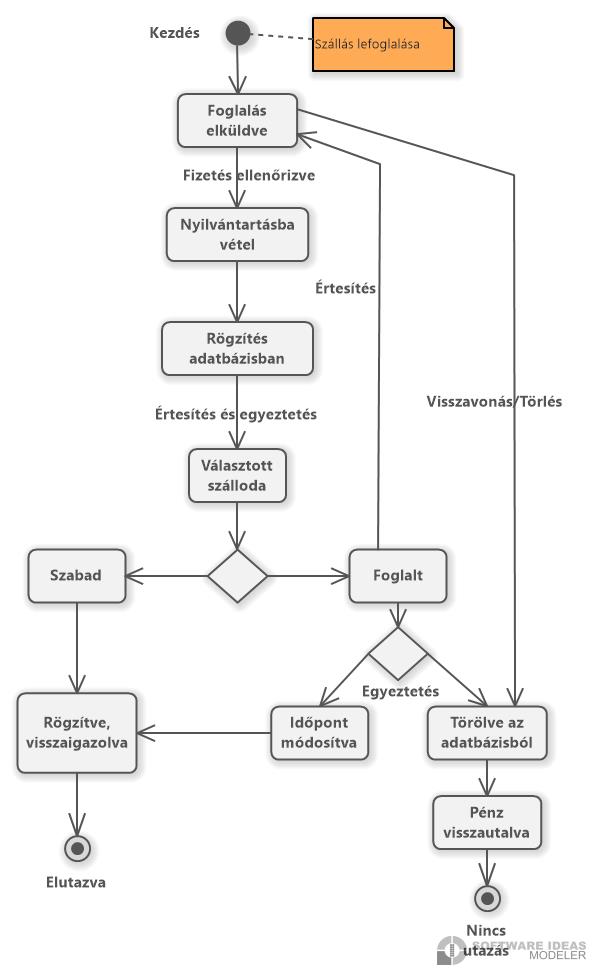 Kezdés
Szállás lefoglalása
Foglalás
elküldve
Fizetés ellenőrizve
Nyilvántartásba
vétel
Értesítés
Rögzítés
adatbázisban
Visszavonás/Törlés
Értesítés és egyeztetés
Választott
szálloda
Szabad
Foglalt
Egyeztetés
Rögzítve,
visszaigazolva
Időpont
módosítva
Törölve az
adatbázisból
Pénz
visszautalva
Elutazva
Nincs
utazás
SOFTWARE IDEAS
MODELER